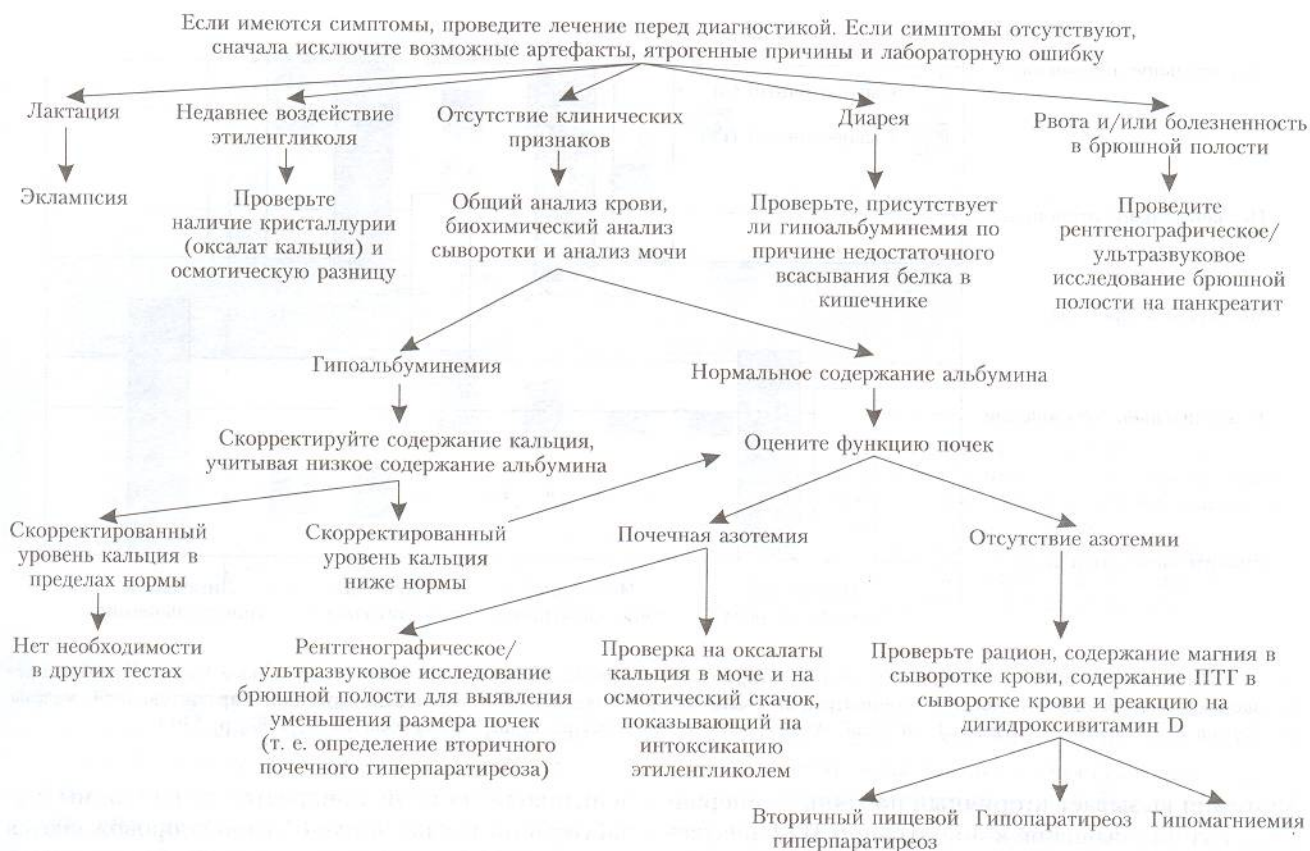 Если имеются симптомы, проведите лечение перед диагностикой. Если симптомы отсутствуют,
сначала исключите возможные артефакты, ятрогенные причины и лабораторную ошибку
Лактация
Эклампсия
Недавнее воздействие
этиленгликоля
Проверьте
наличие кристаллурии
(оксалат кальция) и
осмотическую разницу
Отсутствие клинических
признаков
Общий анализ крови,
биохимический анализ
сыворотки и анализ мочи
Диарея
Проверьте, присутствует
ли гипоальбуминемия по
причине недостаточного
всасывания белка в
кишечнике
Рвота и/или болезненность
в брюшной полости
Проведите
рентгенографическое/
ультразвуковое
исследование брюшной
полости на панкреатит
Гипоальбуминемия
Нормальное содержание альбумина
Скорректируйте содержание кальция,
учитывая низкое содержание альбумина
Оцените функцию почек
Скорректированный
уровень кальция в
пределах нормы
Скорректированный
уровень кальция
ниже нормы
Почечная азотемия
Отсутствие азотемии
Нет необходимости
в других тестах
Рентгенографическое/
ультразвуковое исследование
брюшной полости для выявления
уменьшения размера почек
(т. е. определение вторичного
почечного гиперпаратиреоза)
Проверка на оксалаты
кальция в моче и на
осмотический скачок,
показывающий на
интоксикацию
этиленгликолем
Проверьте рацион, содержание магния в
сыворотке крови, содержание ПТГ в
сыворотке крови и реакцию на
дигидроксивитамин D
Вторичный пищевой
гиперпаратиреоз
Гипопаратиреоз
Гипомагниемия